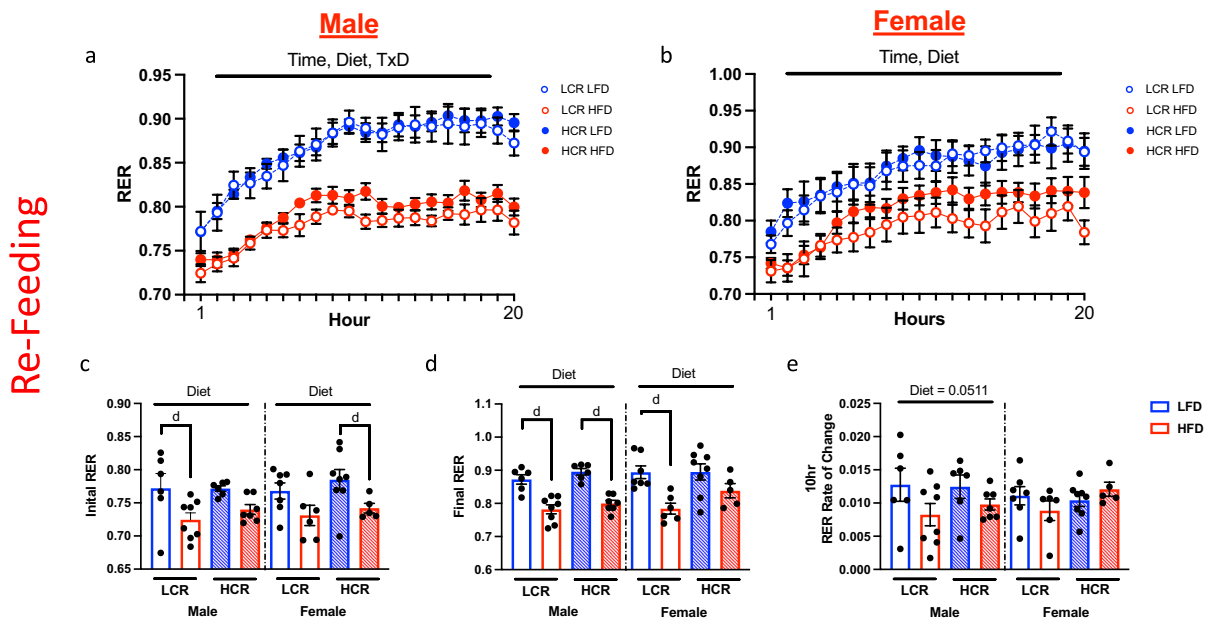 Re-Feeding
Male
a
Time, Diet, TxD
RER
0.95
0.90
0.85
0.80
0.75
0.70
1
Hour
20
LCR LFD
LCR HFD
HCR LFD
HCR HFD
Female
b
Time, Diet
RER
1.00
0.95
0.90
0.85
0.80
0.75
0.70
1
Hours
20
LCR LFD
LCR HFD
HCR LFD
HCR HFD
c
Diet
Diet
d
d
Inital RER
0.90
0.85
0.80
0.75
0.70
0.65
LCR
HCR
LCR
HCR
Male
Female
d
Diet
Diet
d
d
d
Final RER
1.1
1.0
0.9
0.8
0.7
0.6
LCR
HCR
LCR
HCR
Male
Female
e
Diet = 0.0511
10hr
RER Rate of Change
0.025
0.020
0.015
0.010
0.005
0.000
LCR
HCR
LCR
HCR
Male
Female
LFD
HFD